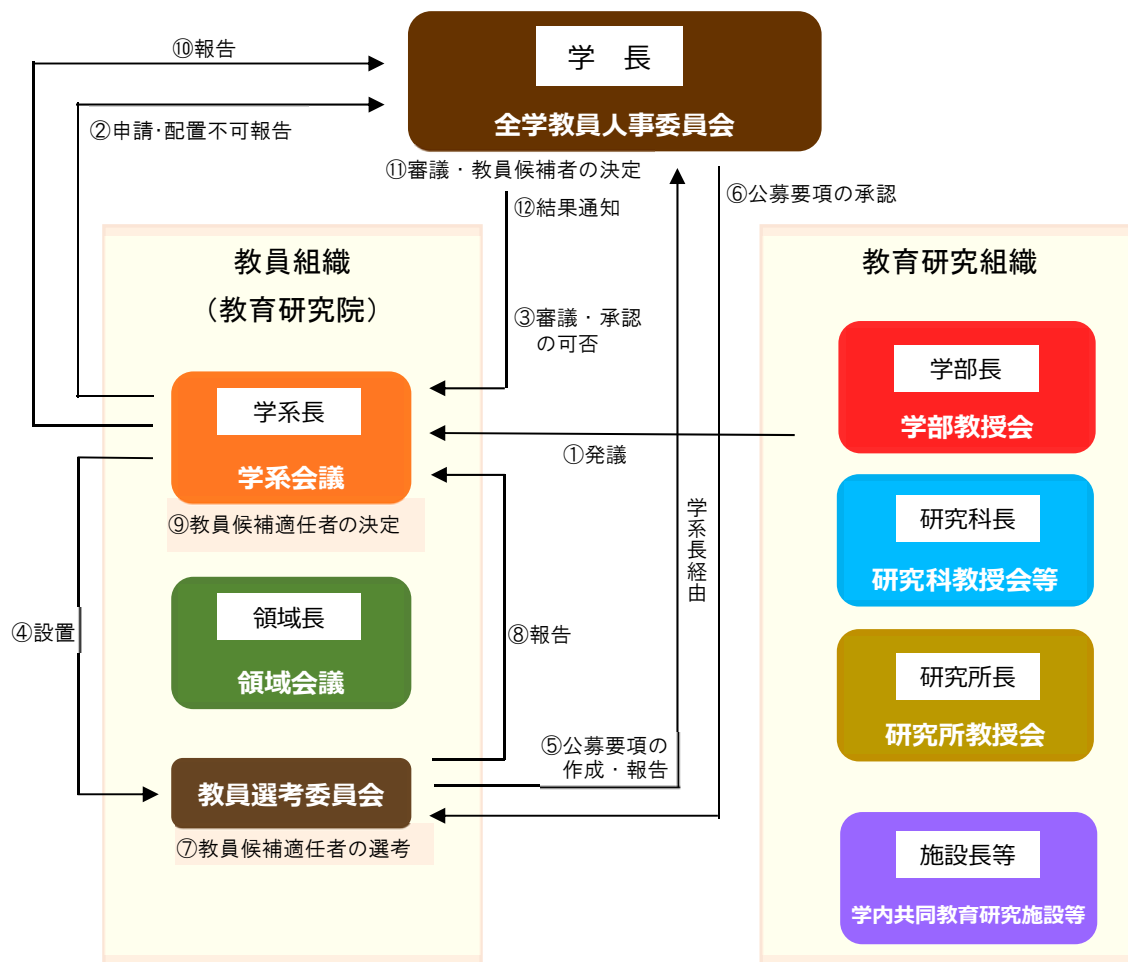 学　長
全学教員人事委員会
⑩報告
②申請･配置不可報告
⑪審議・教員候補者の決定
⑫結果通知
⑥公募要項の承認
教員組織
（教育研究院）
③審議・承認
の可否
学系長
学系会議
⑨教員候補適任者の決定
①発議
学系長経由
④設置
領域長
領域会議
⑧報告
⑤公募要項の
作成・報告
教員選考委員会
⑦教員候補適任者の選考
教育研究組織
学部長
学部教授会
研究科長
研究科教授会等
研究所長
研究所教授会
施設長等
学内共同教育研究施設等